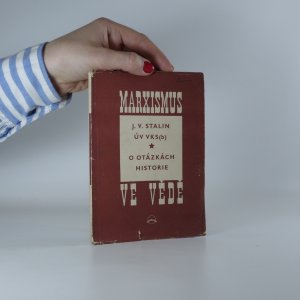 MARXISMUS
J. V. STALIN
ÚV VKS(b)
★
O OTÁZKÁCH
HISTORIE
VE VĚDĚ